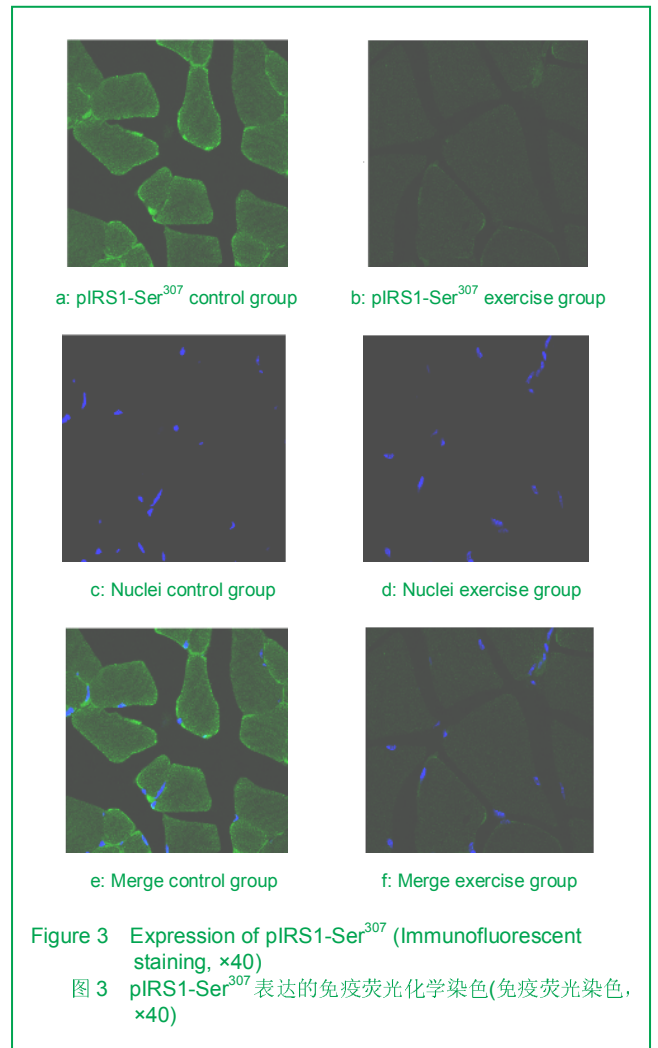 a: pIRS1-Ser307 control group
b: pIRS1-Ser307 exercise group
c: Nuclei control group
d: Nuclei exercise group
e: Merge control group
f: Merge exercise group
Figure 3 Expression of pIRS1-Ser307 (Immunofluorescent
staining, ×40)
图 3 pIRS1-Ser307 表达的免疫荧光化学染色(免疫荧光染色，
×40)